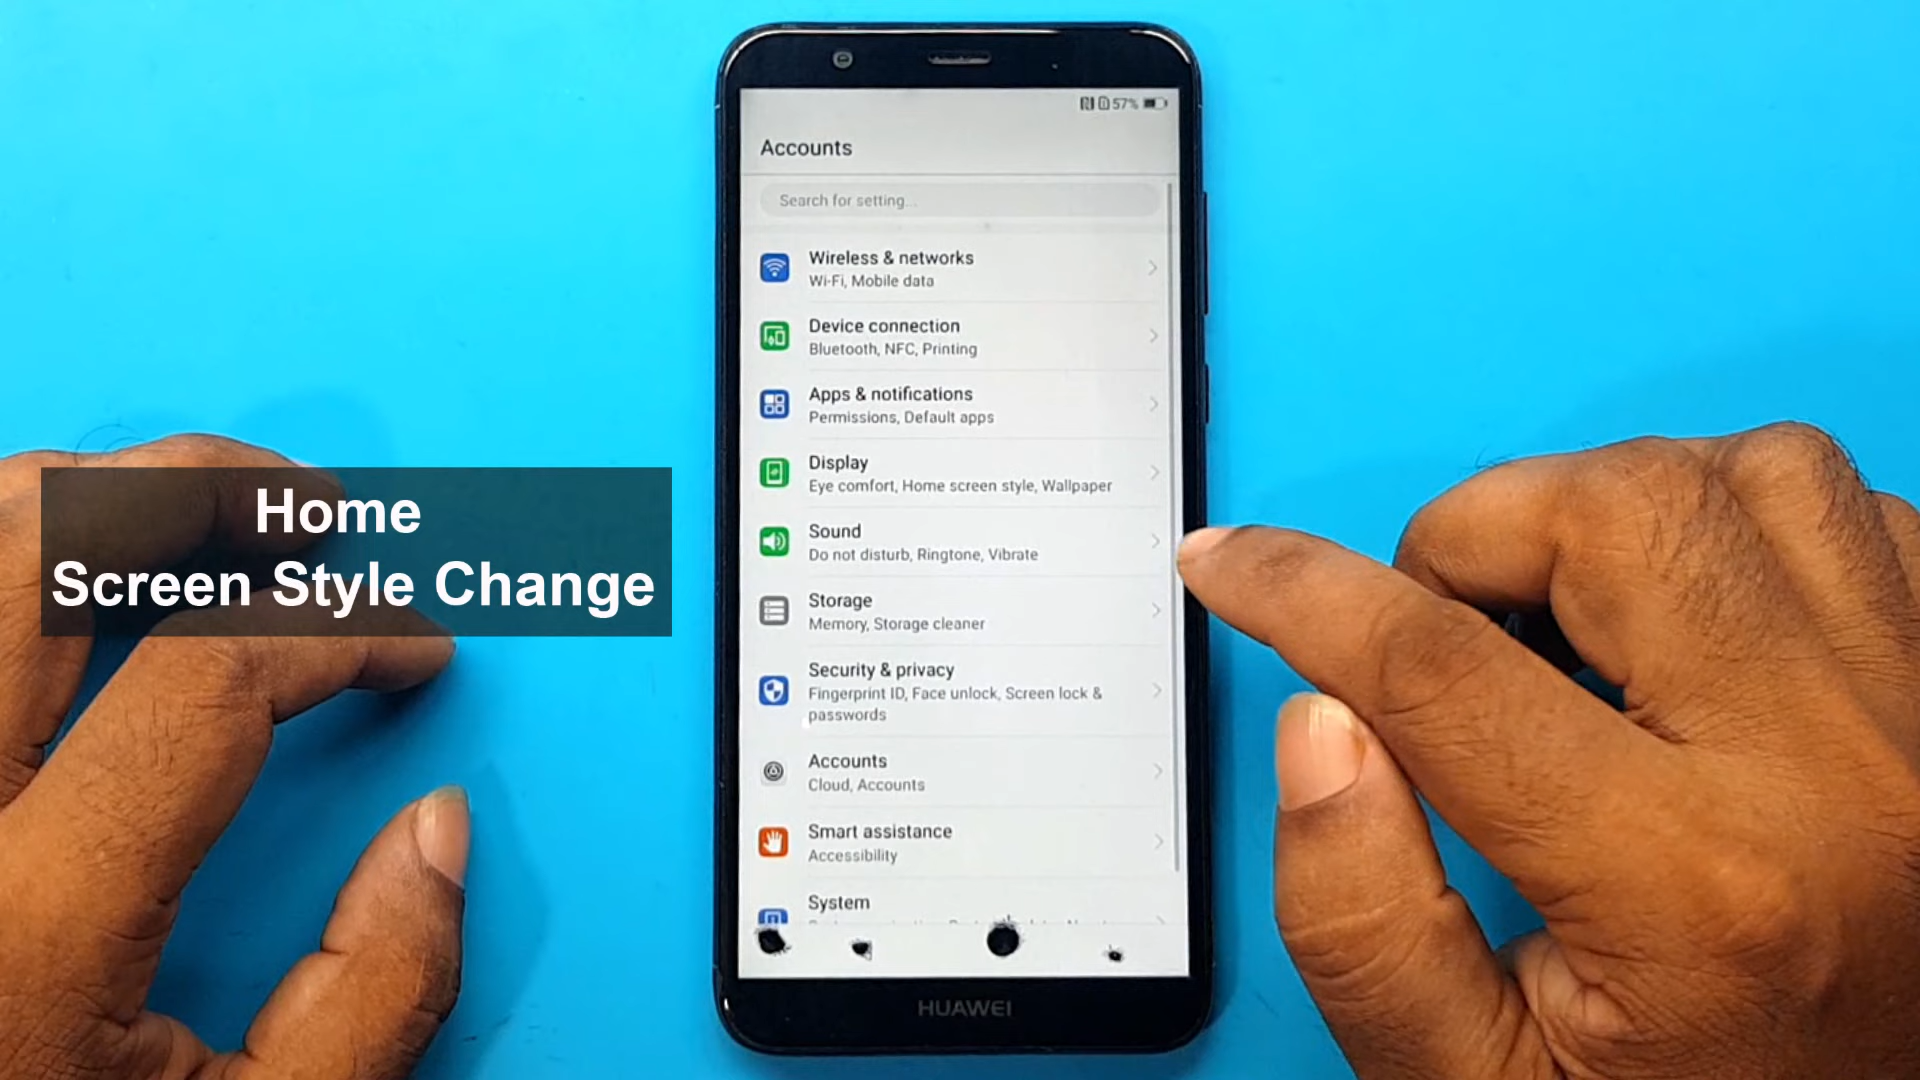 57%
Accounts
Search for setting...
Wireless & networks
Wi-Fi, Mobile data
Device connection
Bluetooth, NFC, Printing
Apps & notifications
Permissions, Default apps
Display
Eye comfort, Home screen style, Wallpaper
Sound
Do not disturb, Ringtone, Vibrate
Storage
Memory, Storage cleaner
Security & privacy
Fingerprint ID, Face unlock, Screen lock &
passwords
Accounts
Cloud, Accounts
Smart assistance
Accessibility
System
HUAWEI
Home
Screen Style Change